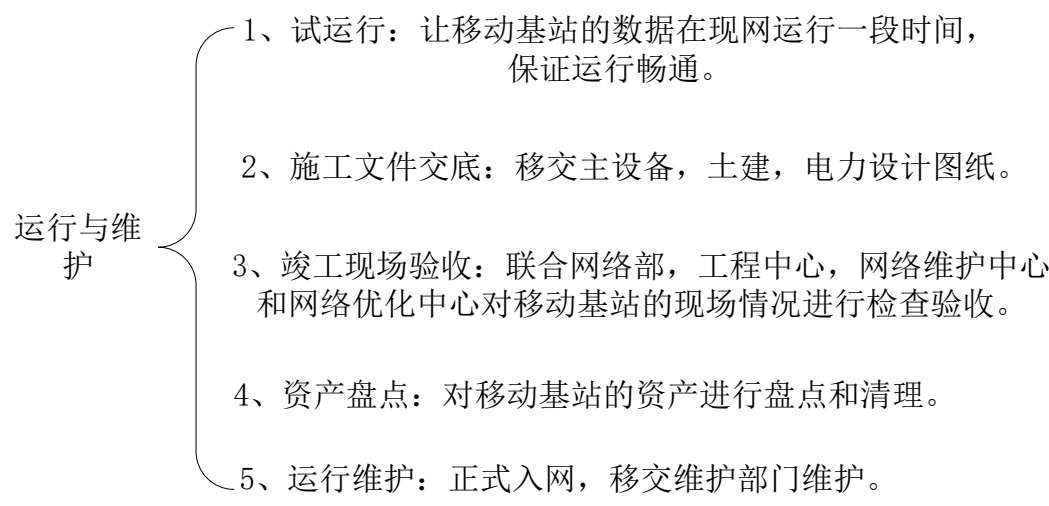 1、试运行：让移动基站的数据在现网运行一段时间，
保证运行畅通。
2、施工文件交底：移交主设备，土建，电力设计图纸。
运行与维
护
3、竣工现场验收：联合网络部，工程中心，网络维护中心
和网络优化中心对移动基站的现场情况进行检查验收。
4、资产盘点：对移动基站的资产进行盘点和清理。
5、运行维护：正式入网，移交维护部门维护。